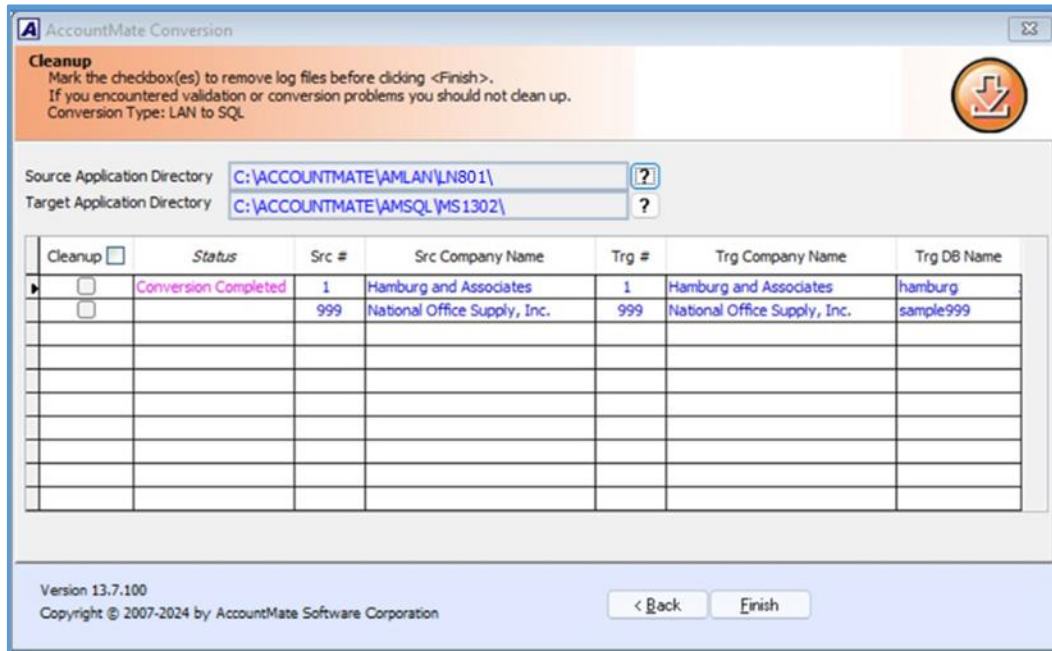 AccountMate Conversion
Cleanup
Mark the checkbox(es) to remove log files before clicking <Finish>.
If you encountered validation or conversion problems you should not clean up.
Conversion Type: LAN to SQL
Source Application Directory C:\ACCOUNTMATE\AMLAN\LN801\ ?
Target Application Directory C:\ACCOUNTMATE\AMSQL\MS1302\ ?
Cleanup Status Src # Src Company Name Trg # Trg Company Name Trg DB Name
Conversion Completed 1 Hamburg and Associates 1 Hamburg and Associates hamburg
999 National Office Supply, Inc. 999 National Office Supply, Inc. sample999
Version 13.7.100
Copyright © 2007-2024 by AccountMate Software Corporation
< Back Finish